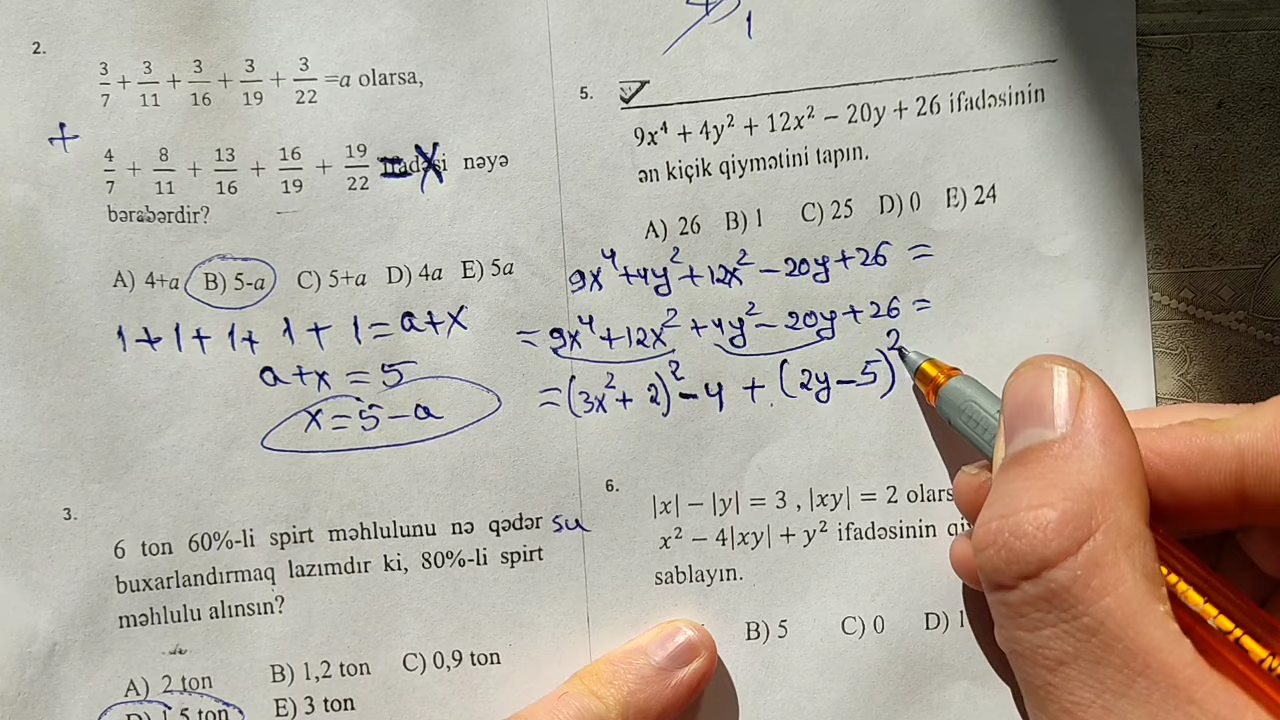 2.
3/7 + 3/11 + 3/16 + 3/19 + 3/22 =a olarsa,
+
4/7 + 8/11 + 13/16 + 16/19 + 19/22 X nəyə
bərabərdir?
A) 4+a B) 5-a C) 5+a D) 4a E) 5a
1+1+1+1+1=a+x
a+x=5
x=5-a
3.
6 ton 60%-li spirt məhlulunu nə qədər su
buxarlandırmaq lazımdır ki, 80%-li spirt
məhlulu alınsın?
A) 2 ton B) 1,2 ton C) 0,9 ton
D) 1,5 ton E) 3 ton
1
5.
9x⁴ + 4y² + 12x² − 20y + 26 ifadəsinin
ən kiçik qiymətini tapın.
A) 26 B) 1 C) 25 D) 0 E) 24
9x⁴+4y²+12x²−20y+26=
=9x⁴+12x²+4y²−20y+26=
=(3x²+2)²-4+(2y−5)²
6.
|x| − |y| = 3 , |xy| = 2
x² − 4|xy| + y² ifadəsinin
sablayın.
B) 5 C) 0 D) 1